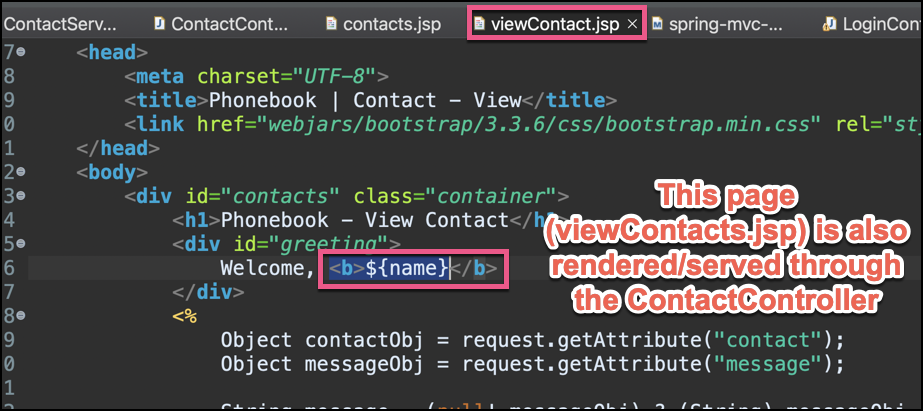 ContactServ... ContactCont... contacts.jsp viewContact.jsp × spring-mvc-... LoginCont
7 <head>
8 <meta charset="UTF-8">
9 <title>Phonebook | Contact - View</title>
0 <link href="webjars/bootstrap/3.3.6/css/bootstrap.min.css" rel="st
1 </head>
2 <body>
3 <div id="contacts" class="container">
4 <h1>Phonebook - View Contact</h
5 <div id="greeting">
6 Welcome, <b>${name}</b>
7 </div>
8 <%
9 Object contactObj = request.getAttribute("contact");
0 Object messageObj = request.getAttribute("message");
1
This page
(viewContacts.jsp) is also
rendered/served through
the ContactController